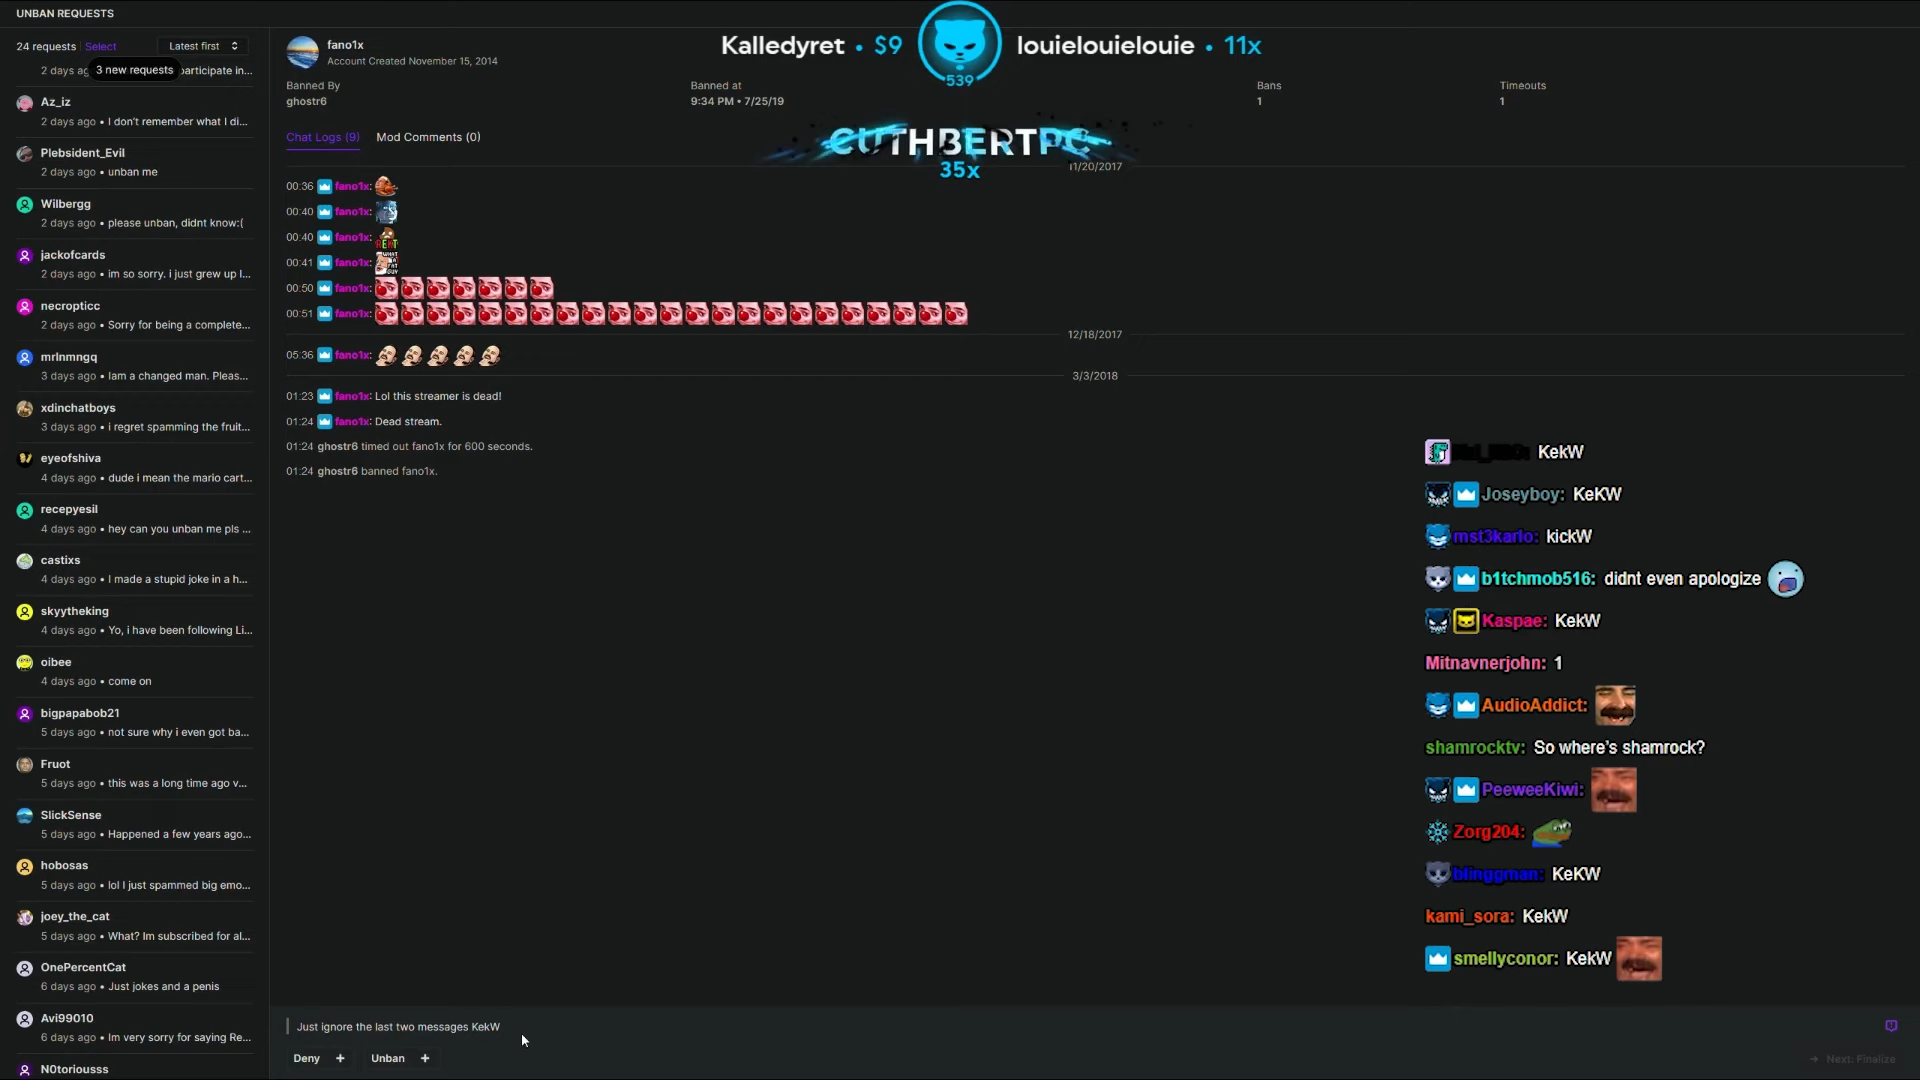 UNBAN REQUESTS
24 requests Select Latest first
3 new requests
2 days ag participate in...
Az_iz
2 days ago • I don't remember what I di...
Plebsident_Evil
2 days ago • unban me
Wilbergg
2 days ago • please unban, didnt know:(
jackofcards
2 days ago • im so sorry. i just grew up l...
necropticc
2 days ago • Sorry for being a complete...
mrlnmngq
3 days ago • Iam a changed man. Pleas...
xdinchatboys
3 days ago • i regret spamming the fruit...
eyeofshiva
4 days ago • dude i mean the mario cart...
recepyesil
4 days ago • hey can you unban me pls ...
castixs
4 days ago • I made a stupid joke in a h...
skyytheking
4 days ago • Yo, i have been following Li...
oibee
4 days ago • come on
bigpapabob21
5 days ago • not sure why i even got ba...
Fruot
5 days ago • this was a long time ago v...
SlickSense
5 days ago • Happened a few years ago...
hobosas
5 days ago • lol I just spammed big emo...
joey_the_cat
5 days ago • What? Im subscribed for al...
OnePercentCat
6 days ago • Just jokes and a penis
Avi99010
6 days ago • Im very sorry for saying Re...
N0toriousss
fano1x
Account Created November 15, 2014
Kalledyret • $9
539
louielouielouie • 11x
Banned By
ghostr6
Banned at
9:34 PM • 7/25/19
Bans
1
Timeouts
1
Chat Logs (9) Mod Comments (0)
CUTHBERTPC
35x
11/20/2017
00:36 fano1x:
00:40 fano1x:
00:40 fano1x: REKT
00:41 fano1x:
00:50 fano1x:
00:51 fano1x:
12/18/2017
05:36 fano1x:
3/3/2018
01:23 fano1x: Lol this streamer is dead!
01:24 fano1x: Dead stream.
01:24 ghostr6 timed out fano1x for 600 seconds.
01:24 ghostr6 banned fano1x.
KekW
Joseyboy: KeKW
mst3karlo: kickW
b1tchmob516: didnt even apologize
Kaspae: KekW
Mitnavnerjohn: 1
AudioAddict:
shamrocktv: So where's shamrock?
PeeweeKiwi:
Zorg204:
blinggman: KeKW
kami_sora: KekW
smellyconor: KekW
Just ignore the last two messages KekW
Deny + Unban +
→ Next: Finalize